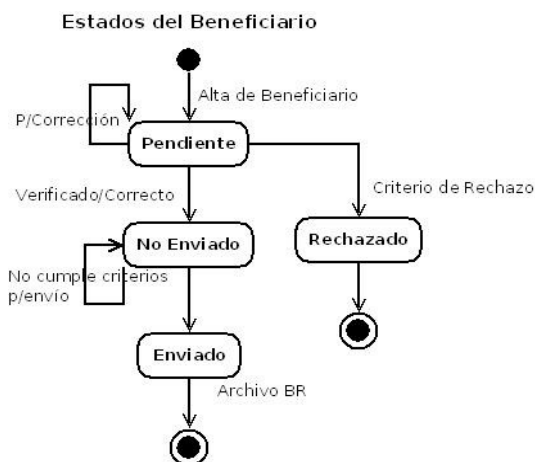 Estados del Beneficiario
Alta de Beneficiario
P/Corrección
Pendiente
Verificado/Correcto
Criterio de Rechazo
No Enviado
Rechazado
No cumple criterios
p/envío
Enviado
Archivo BR